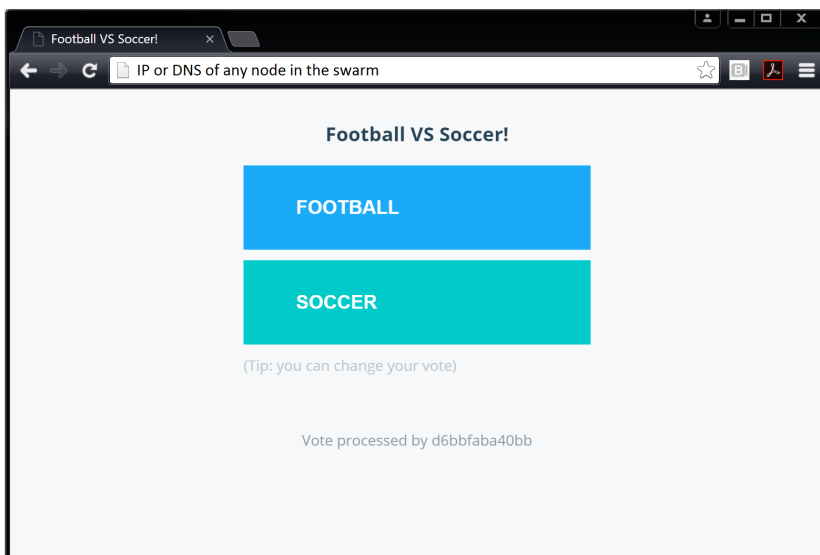 Football VS Soccer!
IP or DNS of any node in the swarm
Football VS Soccer!
FOOTBALL
SOCCER
(Tip: you can change your vote)
Vote processed by d6bbfaba40bb